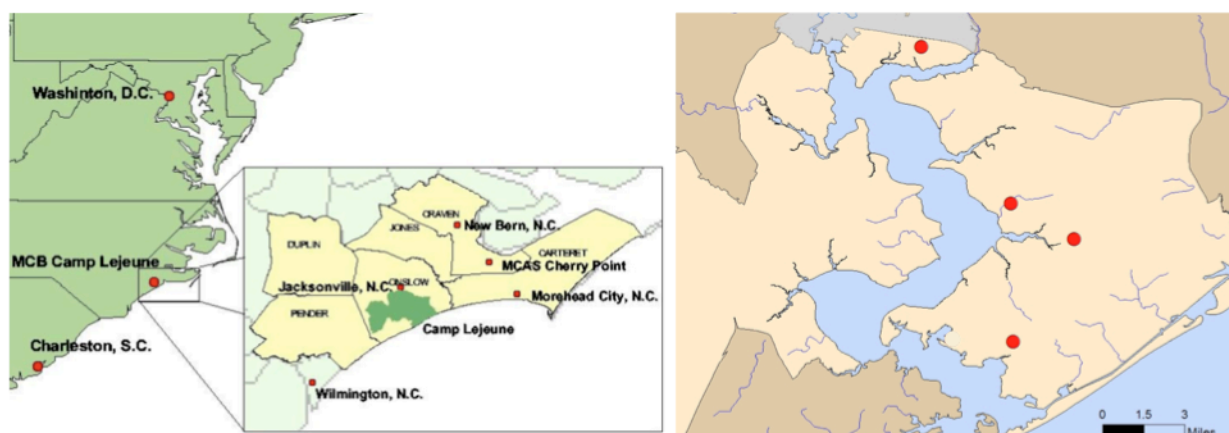 Washinton, D.C.
MCB Camp Lejeune
Charleston, S.C.
CRAVEN
New Bern, N.C.
JONES
DUPLIN
CARTERET
MCAS Cherry Point
Jacksonville, N.C.
ONSLOW
Morehead City, N.C.
PENDER
Camp Lejeune
Wilmington, N.C.
0 1.5 3
Miles